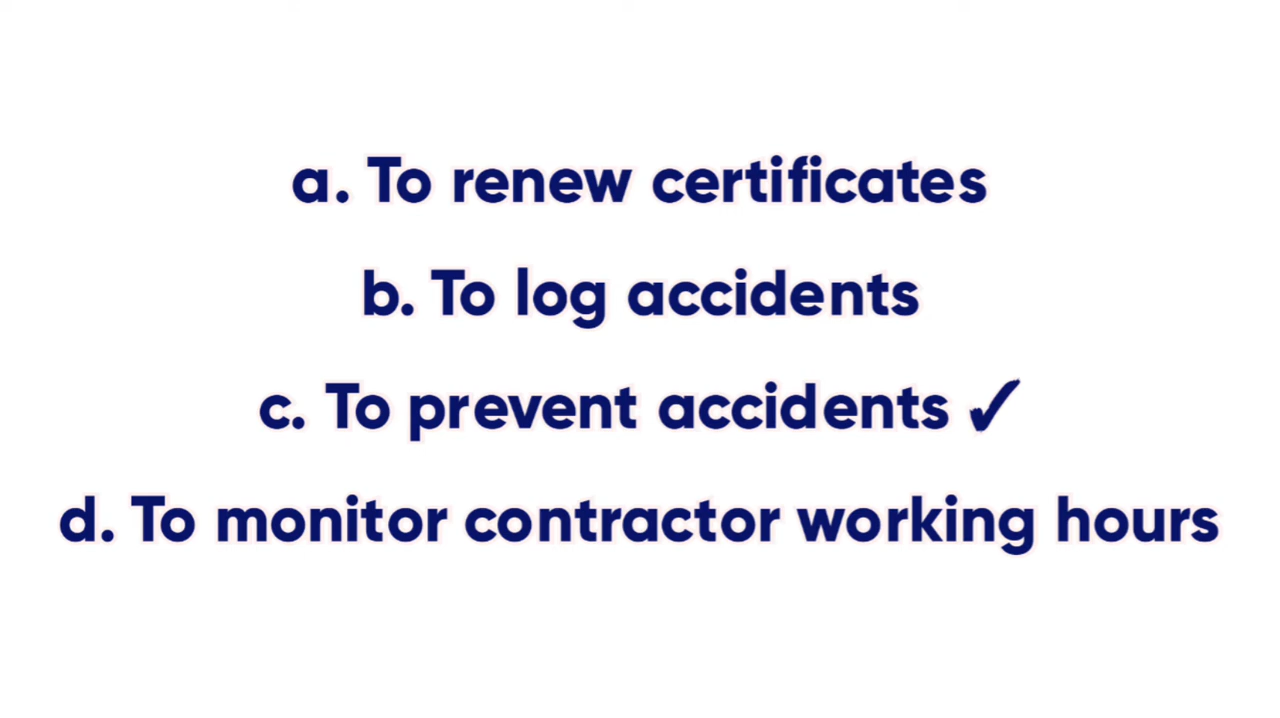 a. To renew certificates
b. To log accidents
c. To prevent accidents ✓
d. To monitor contractor working hours